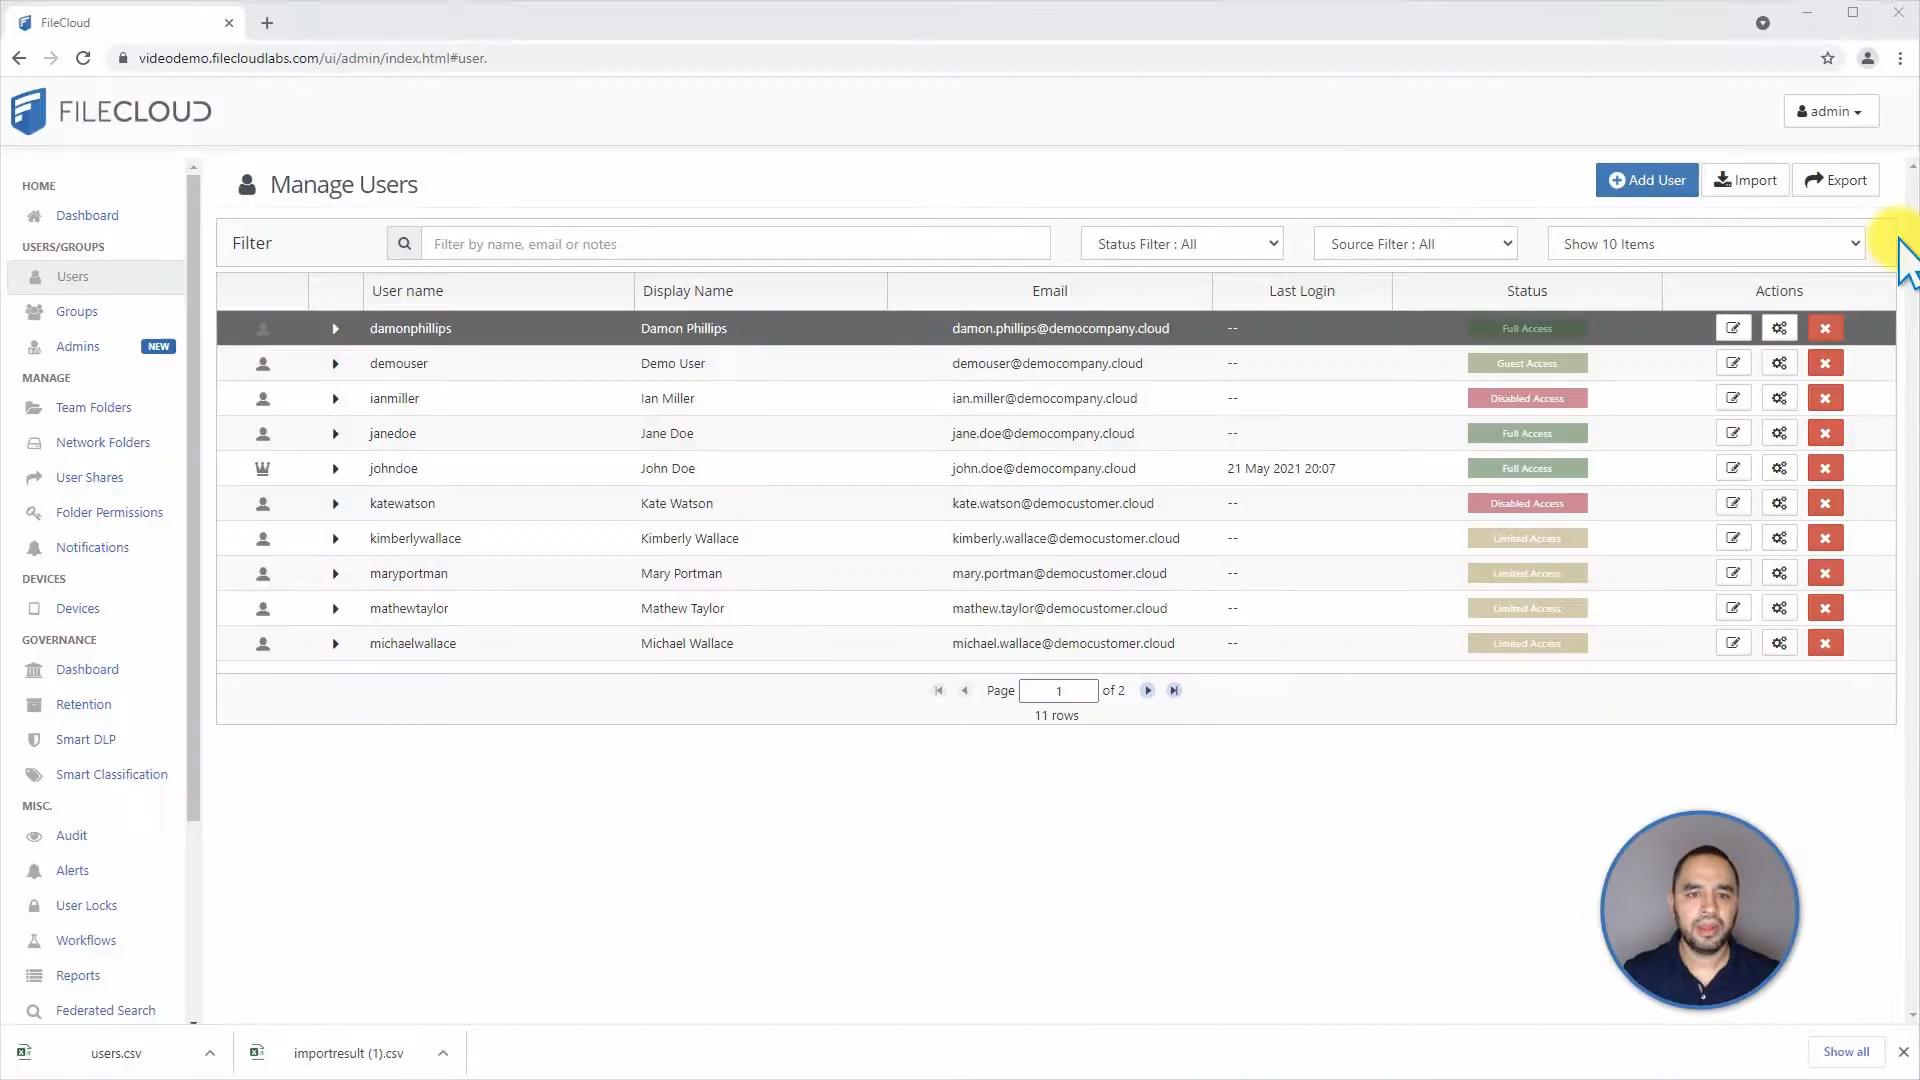 FileCloud
videodemo.filecloudlabs.com/ui/admin/index.html#user.
FILECLOUD
admin
HOME
Dashboard
USERS/GROUPS
Users
Groups
Admins NEW
MANAGE
Team Folders
Network Folders
User Shares
Folder Permissions
Notifications
DEVICES
Devices
GOVERNANCE
Dashboard
Retention
Smart DLP
Smart Classification
MISC.
Audit
Alerts
User Locks
Workflows
Reports
Federated Search
Manage Users
Add User Import Export
Filter Filter by name, email or notes Status Filter : All Source Filter : All Show 10 Items
User name Display Name Email Last Login Status Actions
damonphillips Damon Phillips damon.phillips@democompany.cloud -- Full Access
demouser Demo User demouser@democompany.cloud -- Guest Access
ianmiller Ian Miller ian.miller@democompany.cloud -- Disabled Access
janedoe Jane Doe jane.doe@democompany.cloud -- Full Access
johndoe John Doe john.doe@democompany.cloud 21 May 2021 20:07 Full Access
katewatson Kate Watson kate.watson@democustomer.cloud -- Disabled Access
kimberlywallace Kimberly Wallace kimberly.wallace@democustomer.cloud -- Limited Access
maryportman Mary Portman mary.portman@democustomer.cloud -- Limited Access
mathewtaylor Mathew Taylor mathew.taylor@democustomer.cloud -- Limited Access
michaelwallace Michael Wallace michael.wallace@democustomer.cloud -- Limited Access
Page 1 of 2
11 rows
users.csv importresult (1).csv Show all